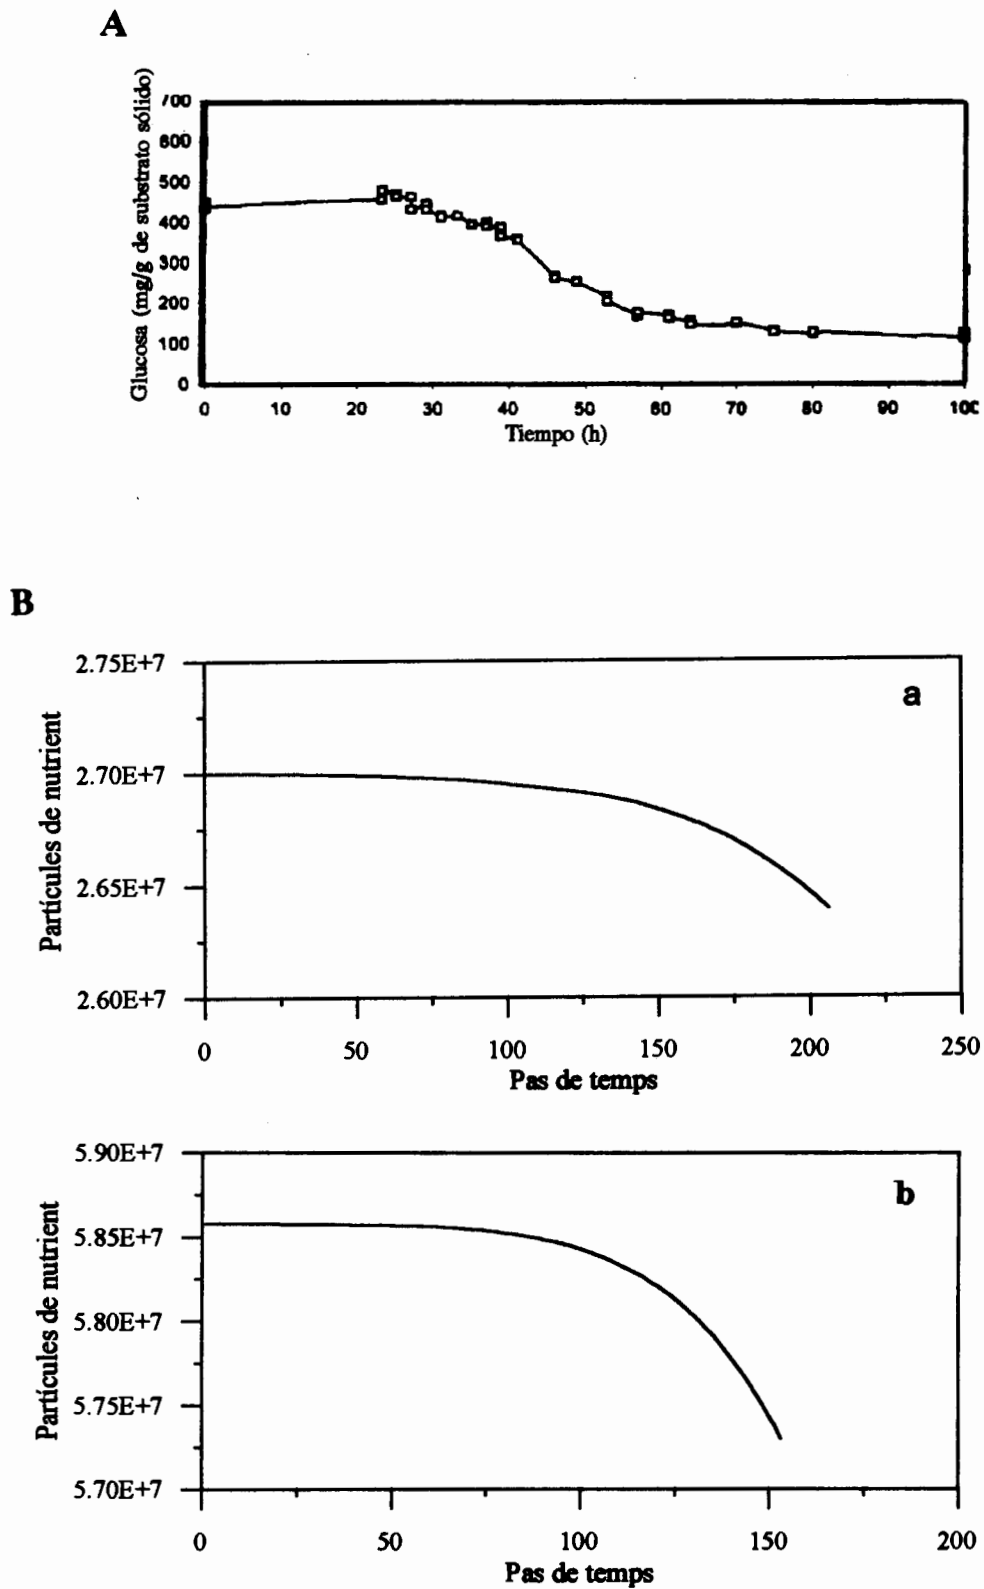 A
Glucosa (mg/g de substrato sólido)
700
600
500
400
300
200
100
0
0 10 20 30 40 50 60 70 80 90 100
Tiempo (h)
B
a
Partícules de nutrient
2.75E+7
2.70E+7
2.65E+7
2.60E+7
0 50 100 150 200 250
Pas de temps
b
Partícules de nutrient
5.90E+7
5.85E+7
5.80E+7
5.75E+7
5.70E+7
0 50 100 150 200
Pas de temps